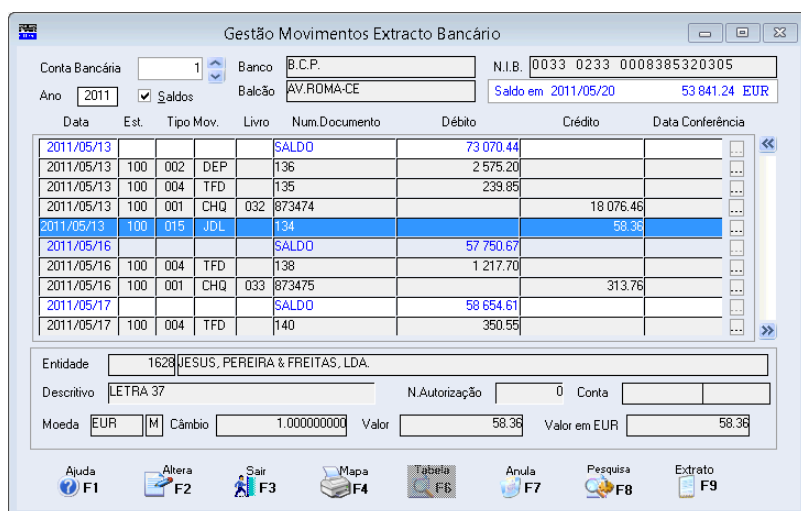 Gestão Movimentos Extracto Bancário
Conta Bancária 1 Banco B.C.P. N.I.B. 0033 0233 0008385320305
Ano 2011 Saldos Balcão AV.ROMA-CE Saldo em 2011/05/20 53 841.24 EUR
Data Est. Tipo Mov. Livro Num.Documento Débito Crédito Data Conferência
2011/05/13 SALDO 73 070.44
2011/05/13 100 002 DEP 136 2 575.20 ...
2011/05/13 100 004 TFD 135 239.85 ...
2011/05/13 100 001 CHQ 032 873474 18 076.46 ...
2011/05/13 100 015 JDL 134 58.36 ...
2011/05/16 SALDO 57 750.67 ...
2011/05/16 100 004 TFD 138 1 217.70 ...
2011/05/16 100 001 CHQ 033 873475 313.76 ...
2011/05/17 SALDO 58 654.61 ...
2011/05/17 100 004 TFD 140 350.55 ...
Entidade 1628 JESUS, PEREIRA & FREITAS, LDA.
Descritivo LETRA 37 N.Autorização 0 Conta
Moeda EUR M Câmbio 1.000000000 Valor 58.36 Valor em EUR 58.36
Ajuda Altera Sair Mapa Tabela Anula Pesquisa Extrato
F1 F2 F3 F4 F6 F7 F8 F9